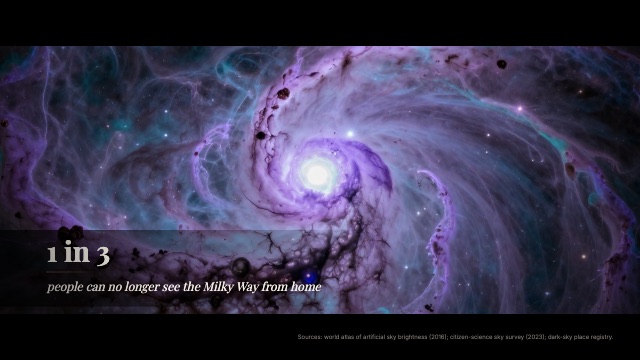 1 in 3
people can no longer see the Milky Way from home
Sources: world atlas of artificial sky brightness (2016); citizen-science sky survey (2023); dark-sky place registry.